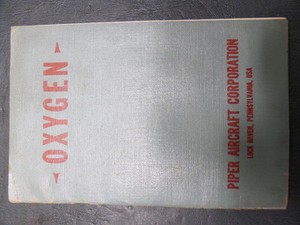 OXYGEN
PIPER AIRCRAFT CORPORATION
LOCK HAVEN, PENNSYLVANIA, USA